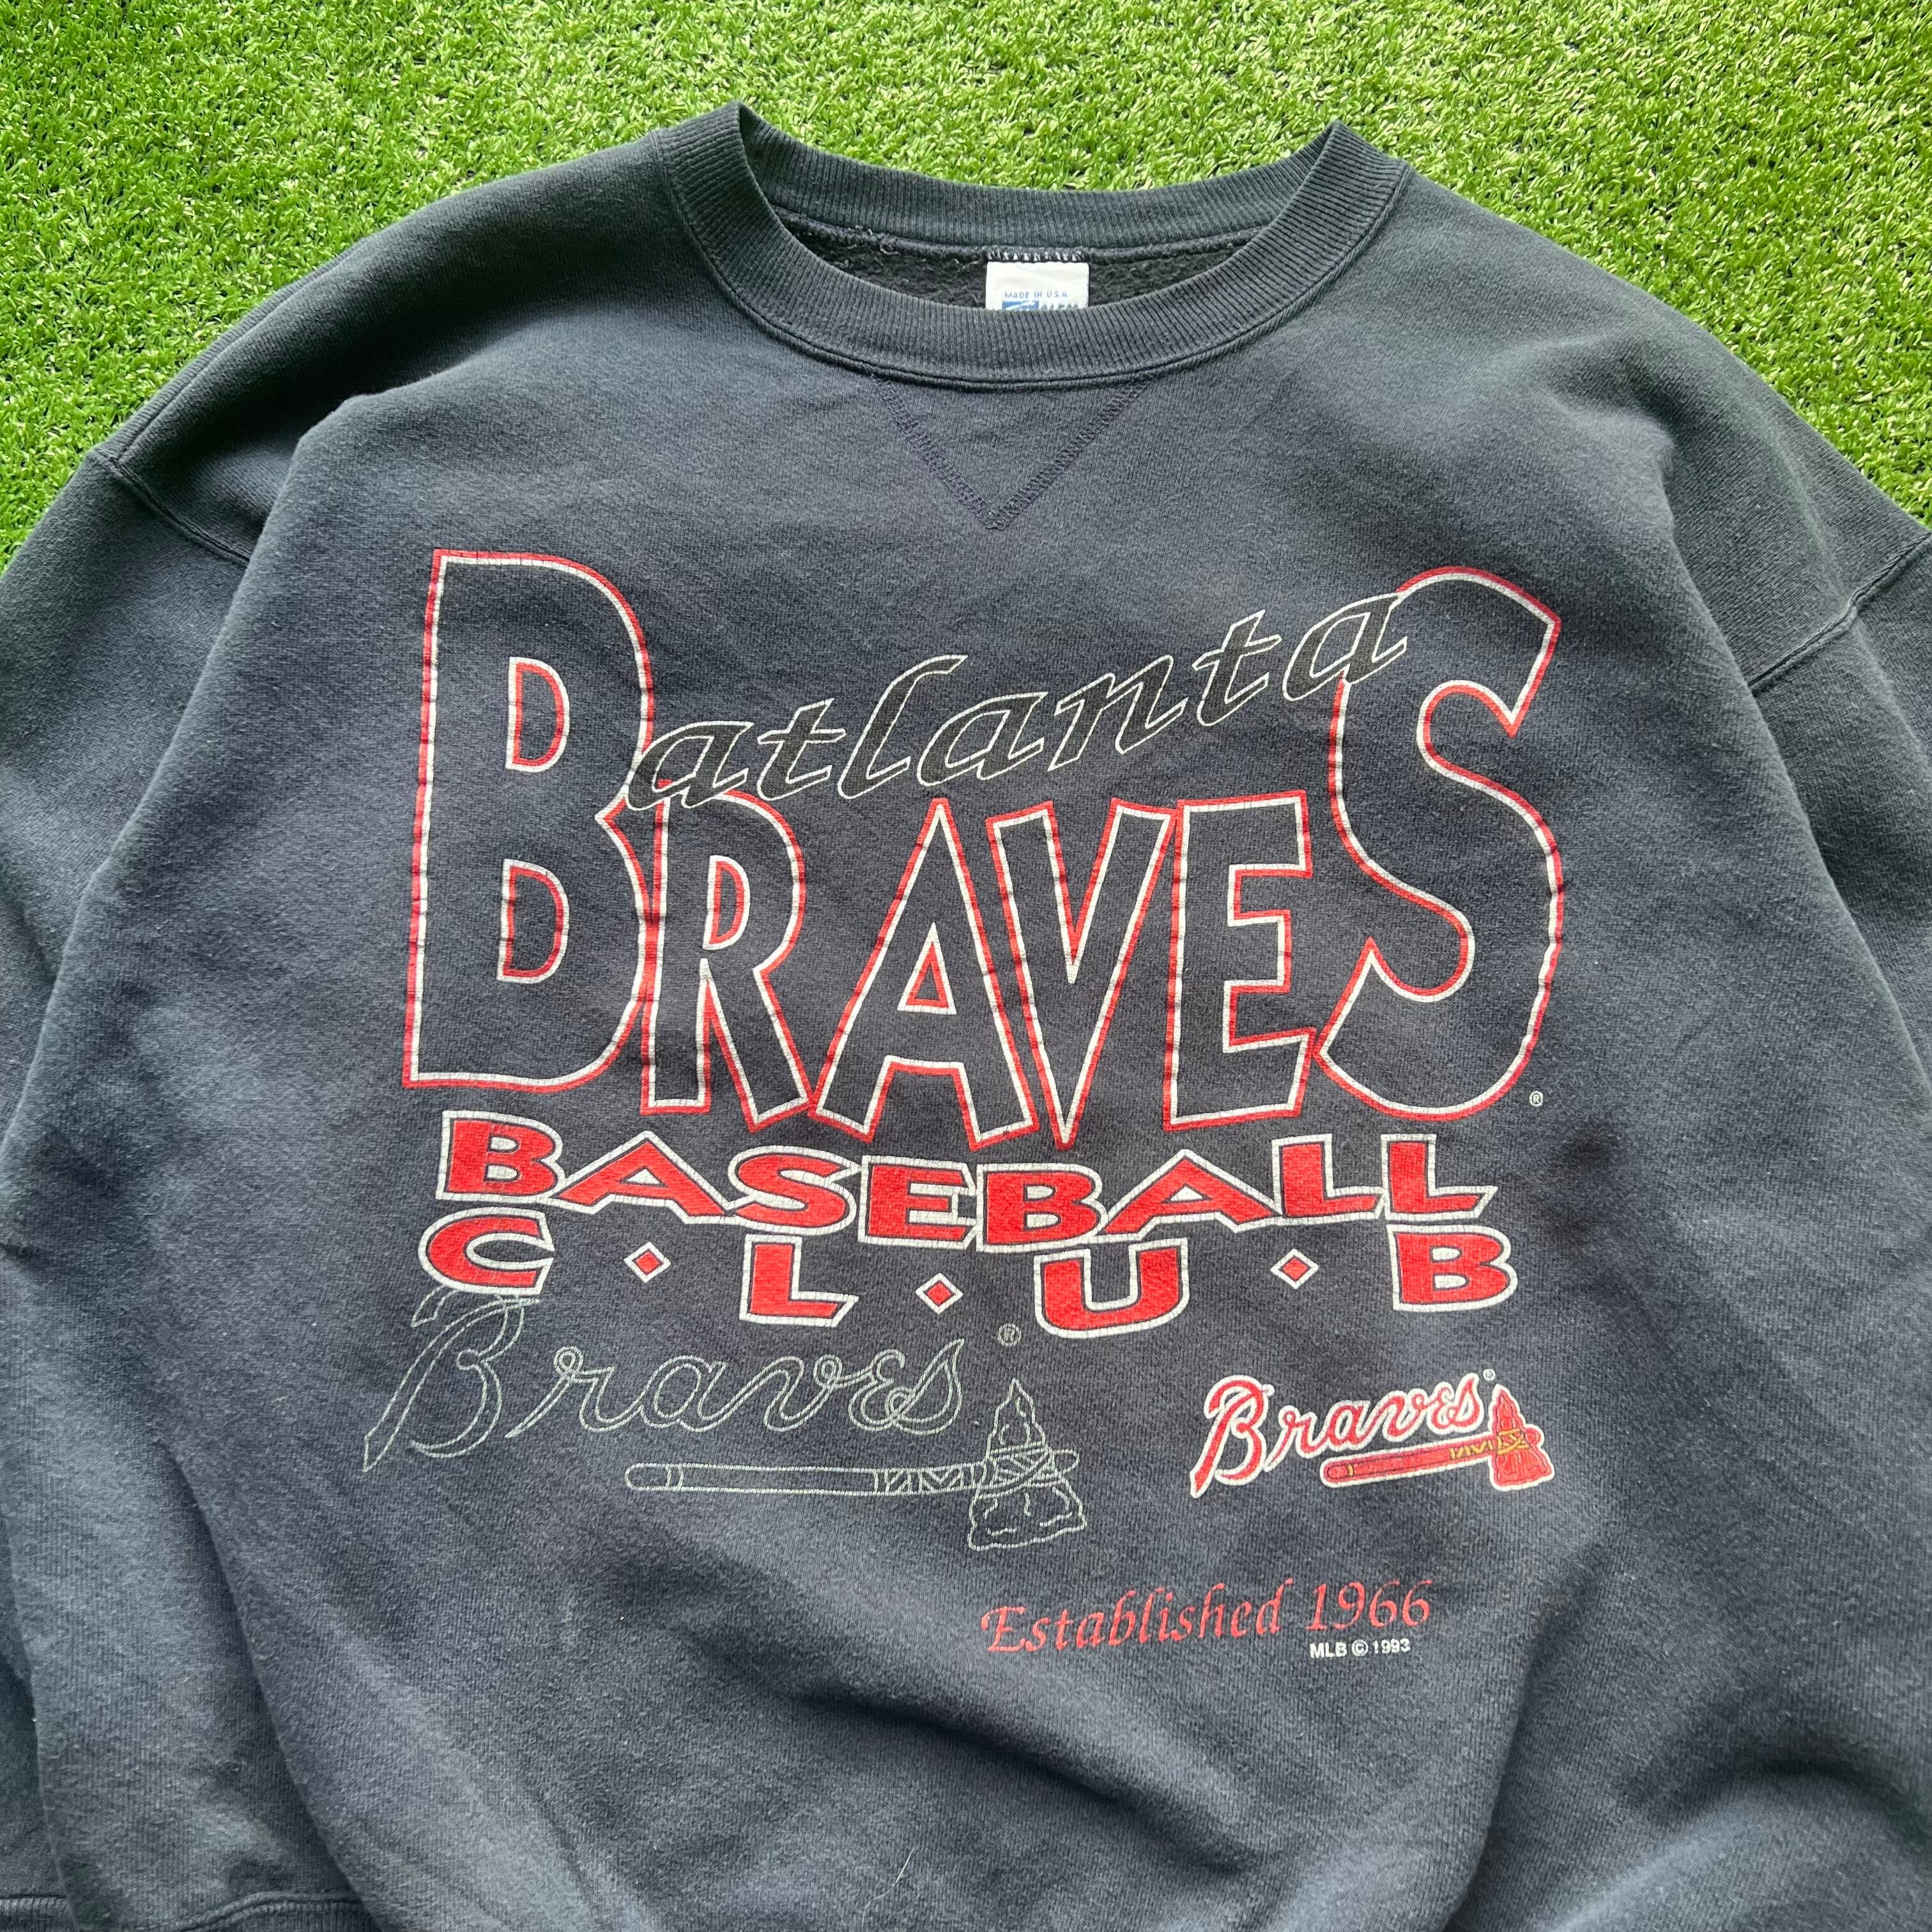 MADE IN U.S.A.
atlanta
BRAVES ®
BASEBALL
C · L · U · B
Braves ®
Braves ®
Established 1966
MLB © 1993